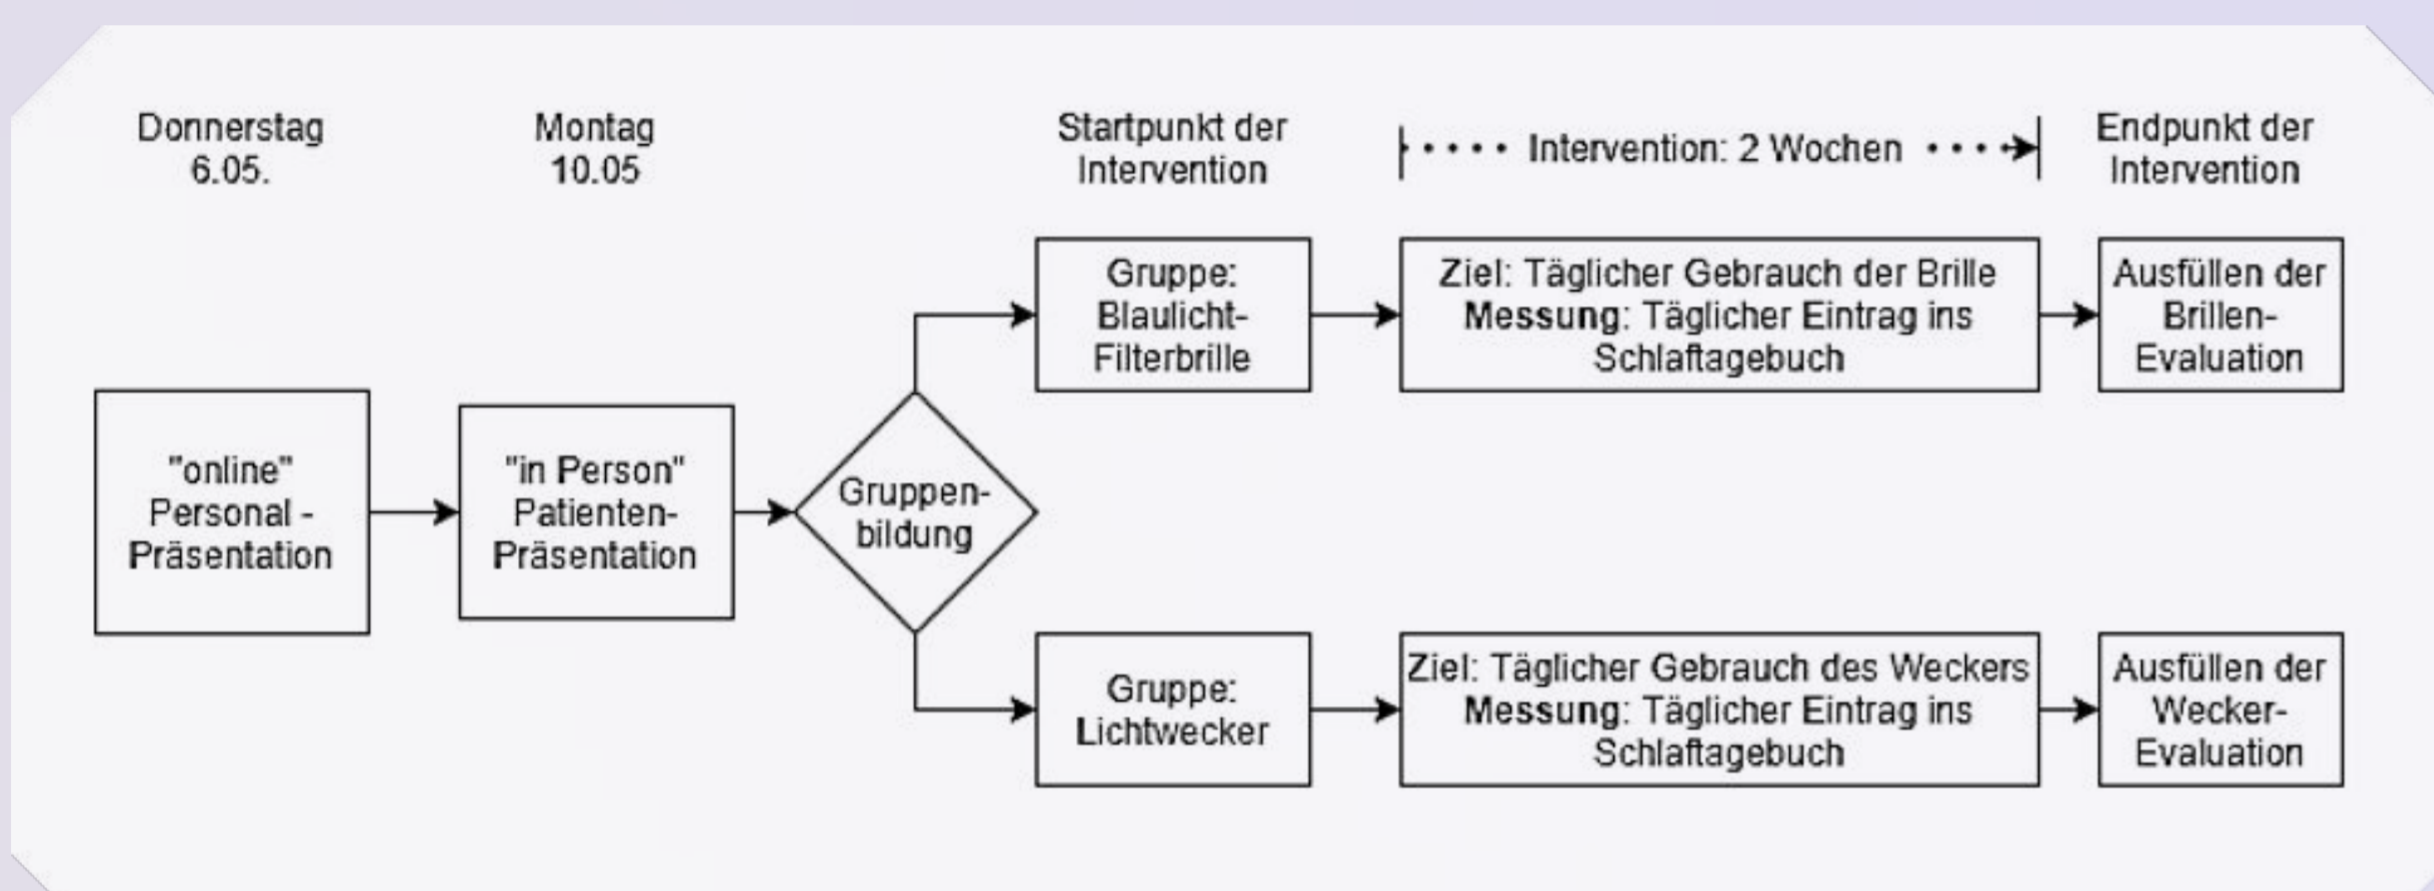 Donnerstag
6.05.
Montag
10.05
Startpunkt der
Intervention
Intervention: 2 Wochen
Endpunkt der
Intervention
"online"
Personal -
Präsentation
"in Person"
Patienten-
Präsentation
Gruppen-
bildung
Gruppe:
Blaulicht-
Filterbrille
Ziel: Täglicher Gebrauch der Brille
Messung: Täglicher Eintrag ins
Schlaftagebuch
Ausfüllen der
Brillen-
Evaluation
Gruppe:
Lichtwecker
Ziel: Täglicher Gebrauch des Weckers
Messung: Täglicher Eintrag ins
Schlaftagebuch
Ausfüllen der
Wecker-
Evaluation